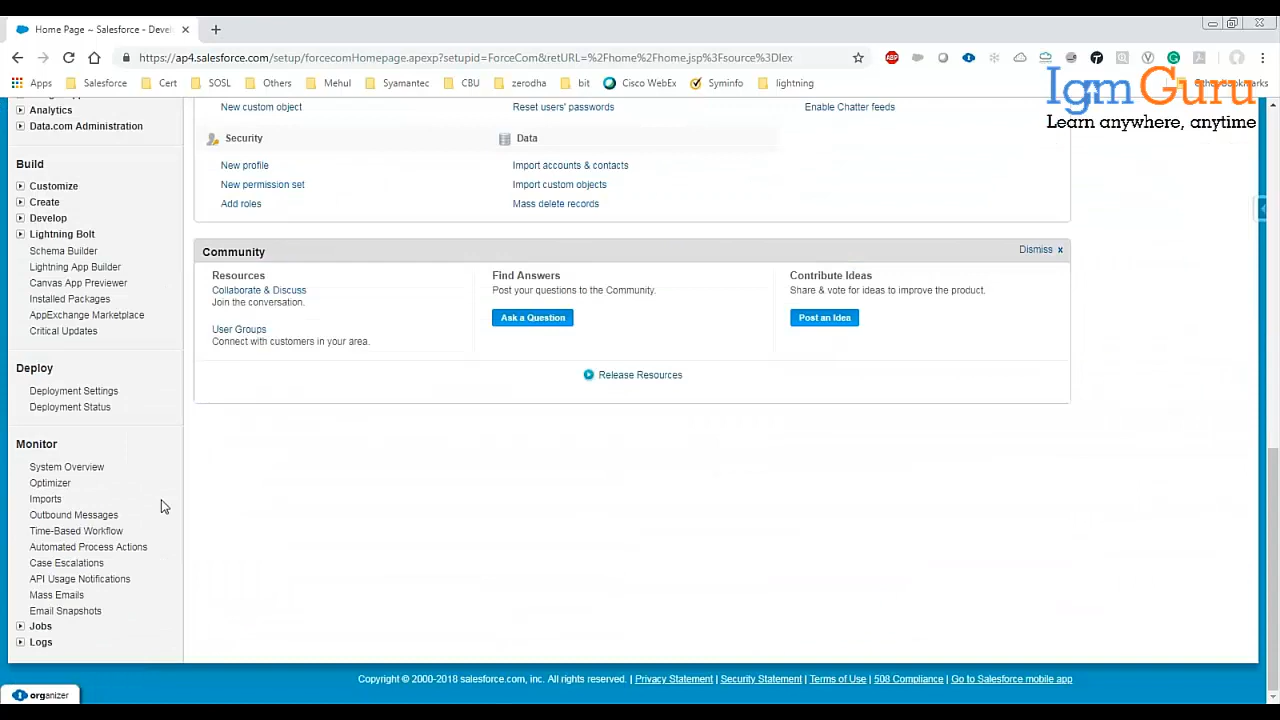 Home Page ~ Salesforce - Deve
https://ap4.salesforce.com/setup/forcecomHomepage.apexp?setupid=ForceCom&retURL=%2Fhome%2Fhome.jsp%3Fsource%3Dlex
Apps Salesforce Cert SOSL Others Mehul Syamantec CBU zerodha bit Cisco WebEx Syminfo lightning
Igm Guru
Learn anywhere, anytime
Analytics
Data.com Administration
Build
Customize
Create
Develop
Lightning Bolt
Schema Builder
Lightning App Builder
Canvas App Previewer
Installed Packages
AppExchange Marketplace
Critical Updates
Deploy
Deployment Settings
Deployment Status
Monitor
System Overview
Optimizer
Imports
Outbound Messages
Time-Based Workflow
Automated Process Actions
Case Escalations
API Usage Notifications
Mass Emails
Email Snapshots
Jobs
Logs
New custom object
Reset users' passwords
Enable Chatter feeds
Security
New profile
New permission set
Add roles
Data
Import accounts & contacts
Import custom objects
Mass delete records
Community
Dismiss x
Resources
Collaborate & Discuss
Join the conversation.
User Groups
Connect with customers in your area.
Find Answers
Post your questions to the Community.
Ask a Question
Contribute Ideas
Share & vote for ideas to improve the product.
Post an Idea
Release Resources
Copyright © 2000-2018 salesforce.com, inc. All rights reserved. | Privacy Statement | Security Statement | Terms of Use | 508 Compliance | Go to Salesforce mobile app
organizer